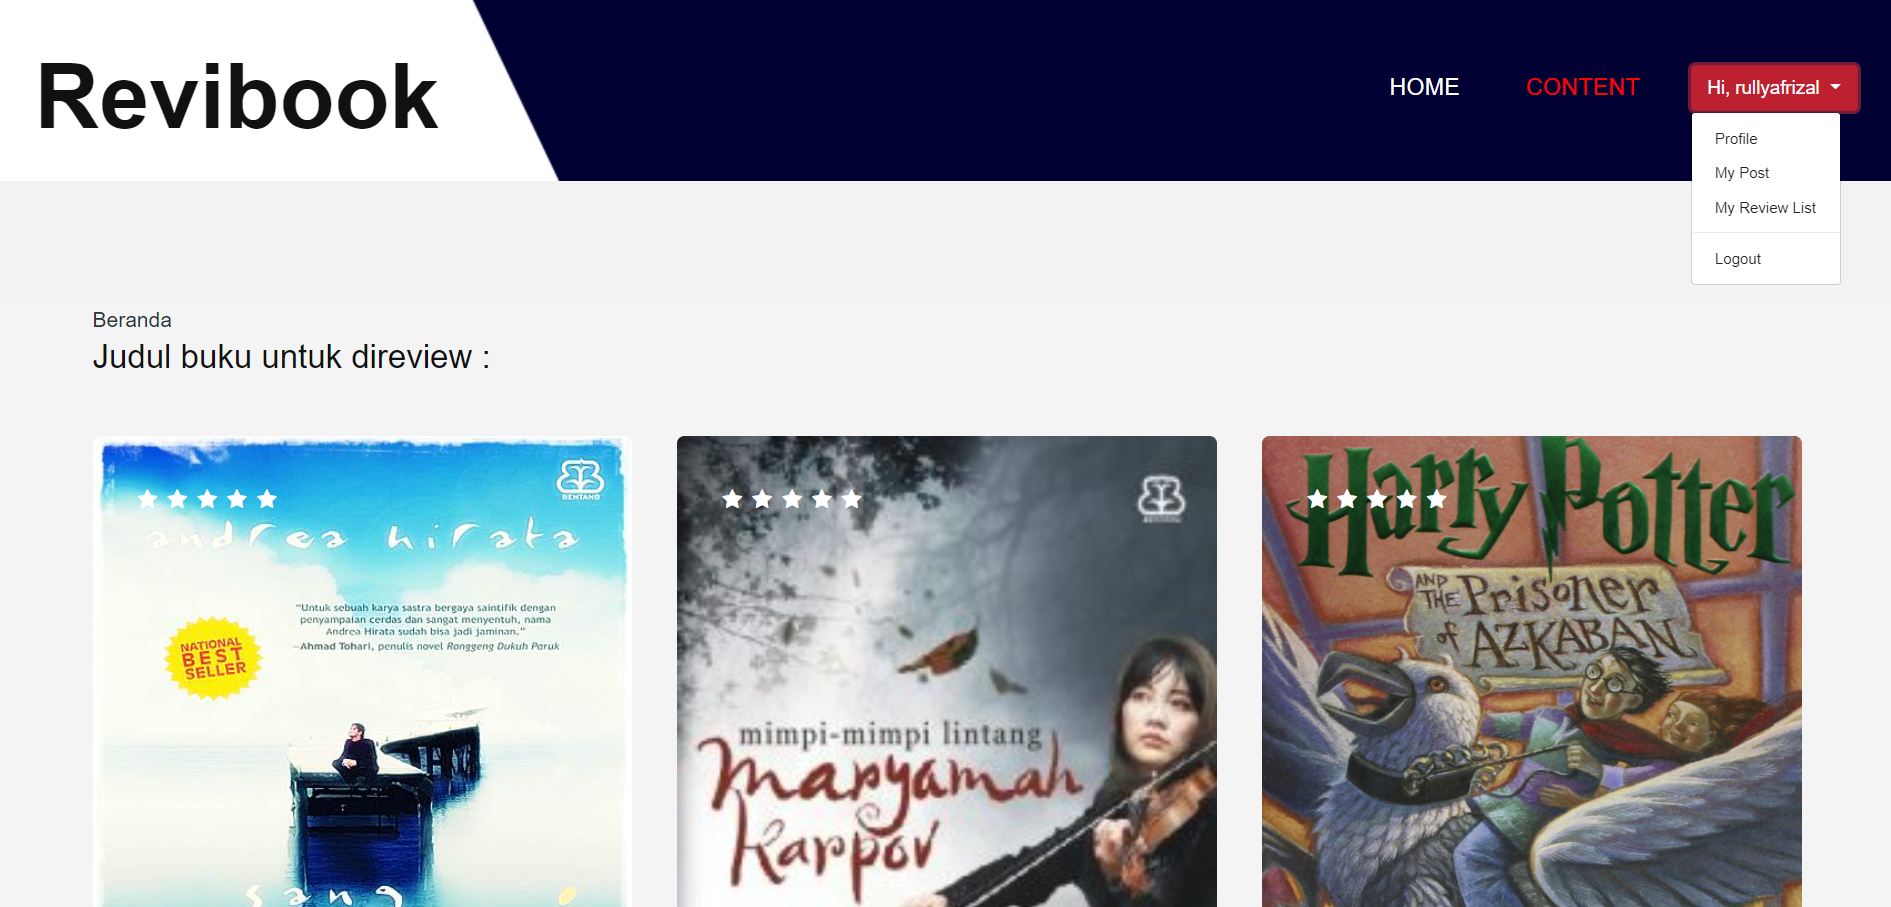 Revibook
HOME
CONTENT
Hi, rullyafrizal
Profile
My Post
My Review List
Logout
Beranda
Judul buku untuk direview :
BENTANG
andrea hirata
"Untuk sebuah karya sastra bergaya saintifik dengan
penyampaian cerdas dan sangat menyentuh, nama
Andrea Hirata sudah bisa jadi jaminan."
—Ahmad Tohari, penulis novel Ronggeng Dukuh Paruk
NATIONAL
BEST
SELLER
sang
mimpi-mimpi lintang
Maryamah
Karpov
Harry Potter
AND THE Prisoner
of AZKABAN